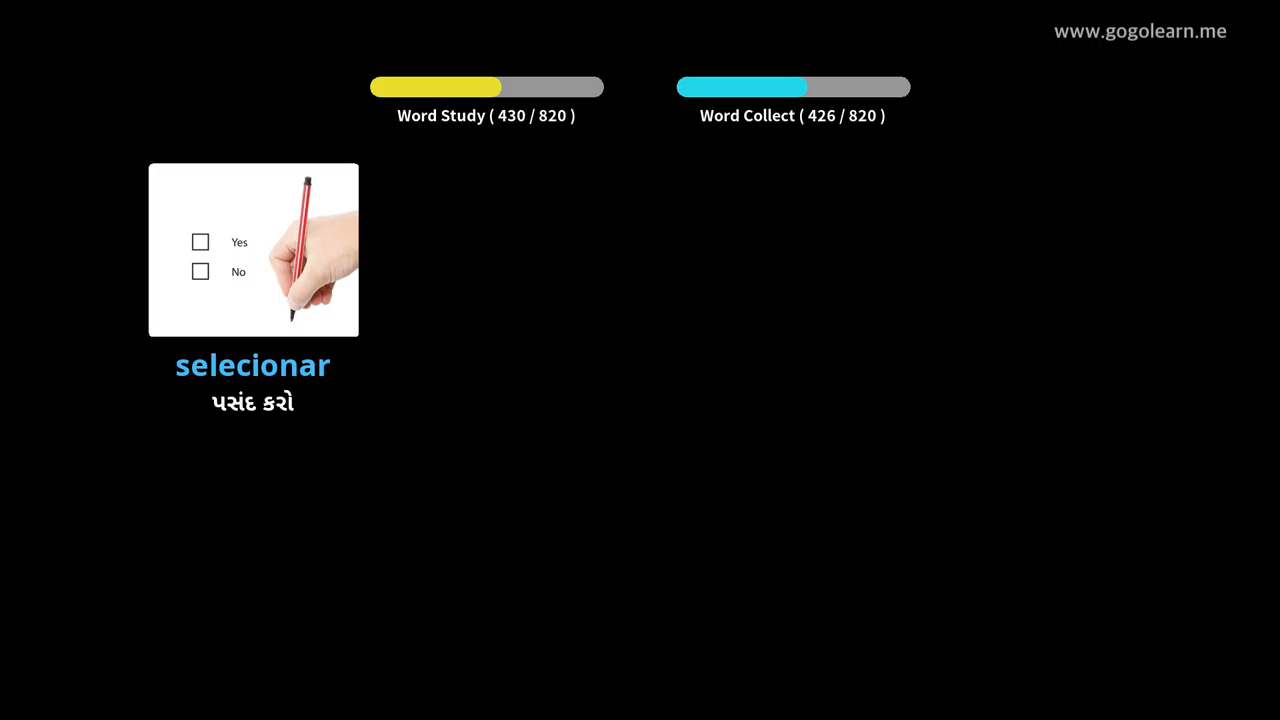 www.gogolearn.me
Word Study ( 430 / 820 )
Word Collect ( 426 / 820 )
Yes
No
selecionar
પસંદ કરો